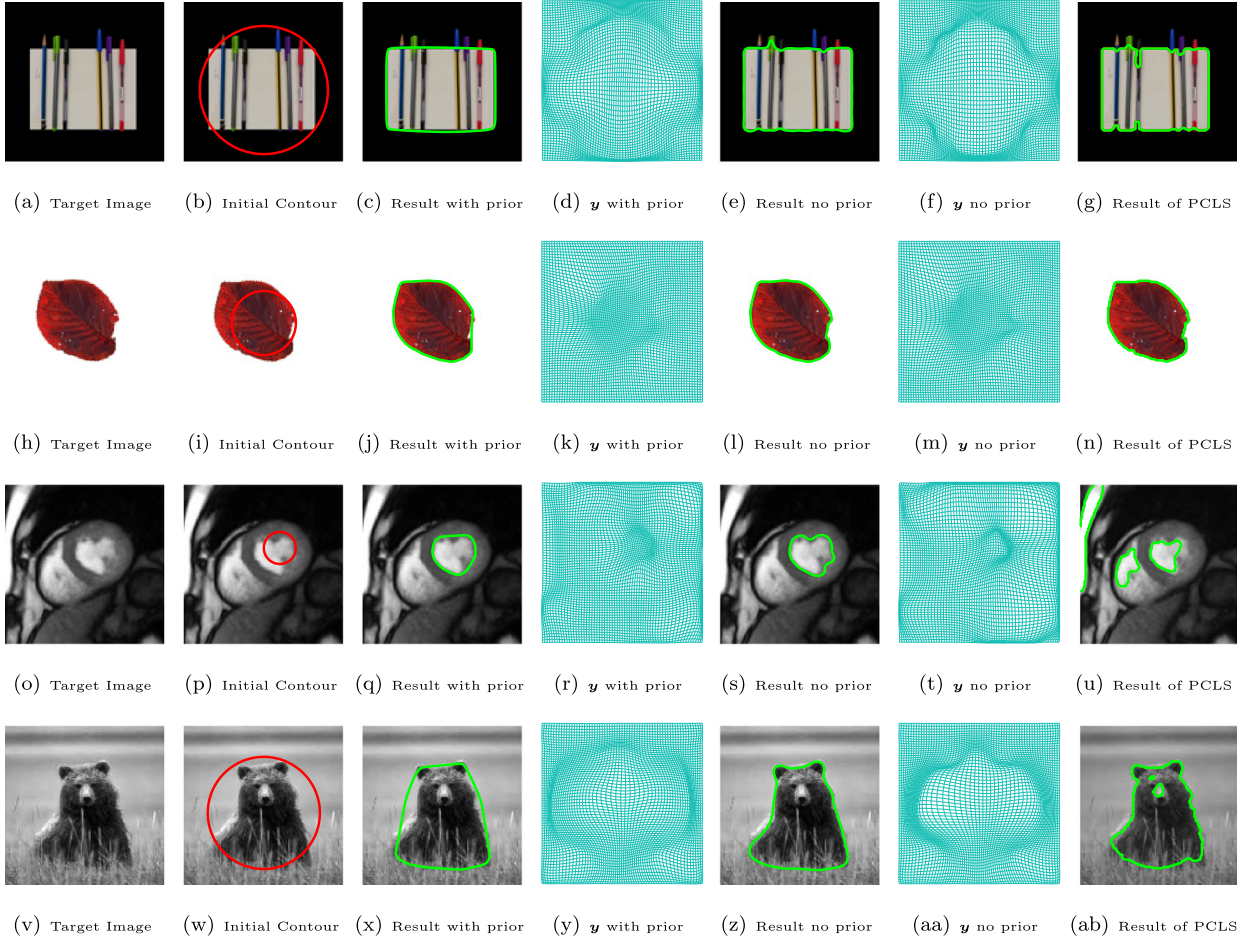 (a) Target Image (b) Initial Contour (c) Result with prior (d) y with prior (e) Result no prior (f) y no prior (g) Result of PCLS
(h) Target Image (i) Initial Contour (j) Result with prior (k) y with prior (l) Result no prior (m) y no prior (n) Result of PCLS
(o) Target Image (p) Initial Contour (q) Result with prior (r) y with prior (s) Result no prior (t) y no prior (u) Result of PCLS
(v) Target Image (w) Initial Contour (x) Result with prior (y) y with prior (z) Result no prior (aa) y no prior (ab) Result of PCLS